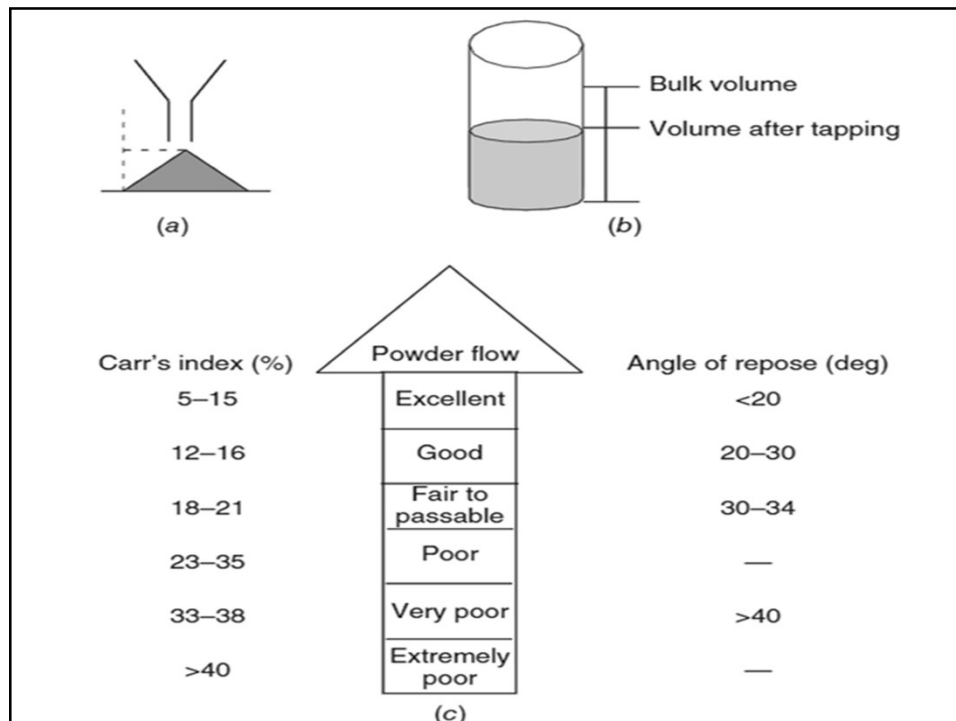 Bulk volume
Volume after tapping
(a)
(b)
Carr's index (%)
Powder flow
Angle of repose (deg)
5–15
Excellent
<20
12–16
Good
20–30
18–21
Fair to
passable
30–34
23–35
Poor
—
33–38
Very poor
>40
>40
Extremely
poor
—
(c)